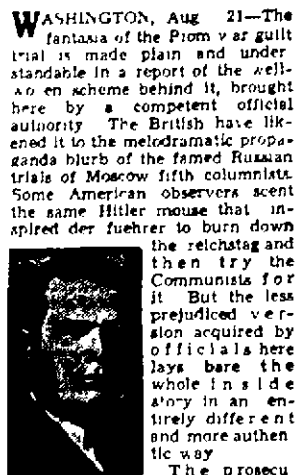 WASHINGTON, Aug 21—The
fantasia of the Riom war guilt
trial is made plain and under
standable in a report of the well-
wo en scheme behind it, brought
here by a competent official
autnority The British have lik-
ened it to the melodramatic propa-
ganda blurb of the famed Russian
trials of Moscow fifth columnists.
Some American observers scent
the same Hitler mouse that in-
spired der fuehrer to burn down
the reichstag and
then try the
Communists for
it But the less
prejudiced ver-
sion acquired by
officials here
lays bare the
whole inside
story in an en-
tirely different
and more authen
tic way
The prosecu